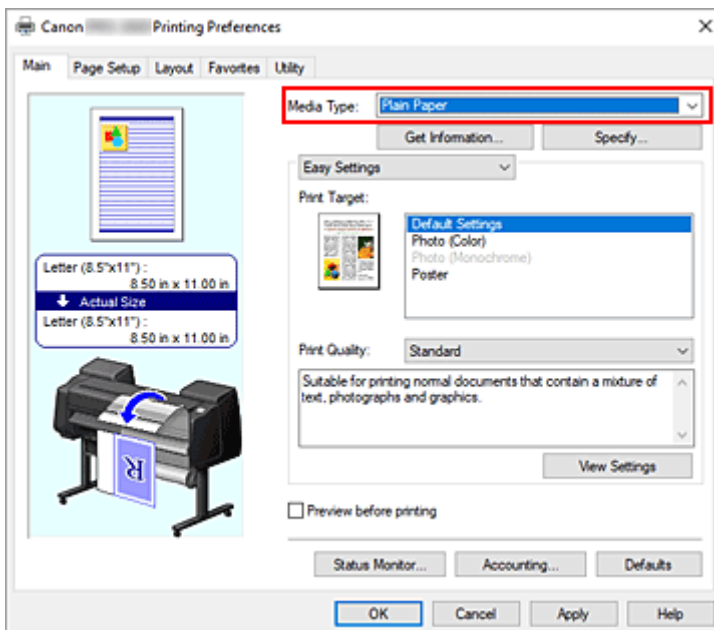 Canon Printing Preferences
Main Page Setup Layout Favorites Utility
Media Type: Plain Paper
Get Information... Specify...
Easy Settings
Print Target:
Default Settings
Photo (Color)
Photo (Monochrome)
Poster
Letter (8.5"x11") :
8.50 in x 11.00 in
Actual Size
Letter (8.5"x11") :
8.50 in x 11.00 in
Print Quality: Standard
Suitable for printing normal documents that contain a mixture of
text, photographs and graphics.
R
View Settings
Preview before printing
Status Monitor... Accounting... Defaults
OK Cancel Apply Help